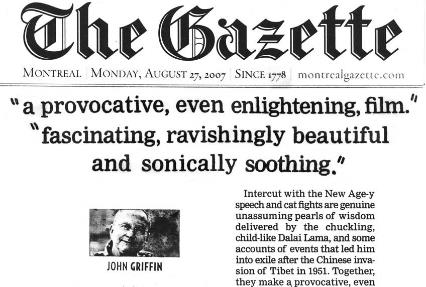 The Gazette
MONTREAL | MONDAY, AUGUST 27, 2007 | SINCE 1778 | montrealgazette.com
"a provocative, even enlightening, film."
"fascinating, ravishingly beautiful
and sonically soothing."
JOHN GRIFFIN
Intercut with the New Age-y
speech and cat fights are genuine
unassuming pearls of wisdom
delivered by the chuckling,
child-like Dalai Lama, and some
accounts of events that led him
into exile after the Chinese inva-
sion of Tibet in 1951. Together,
they make a provocative, even